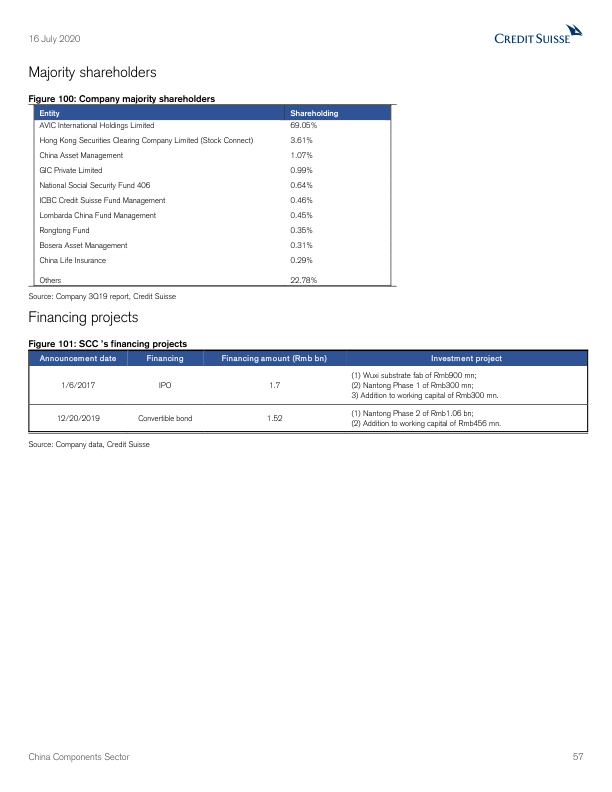 16 July 2020
CREDIT SUISSE
Majority shareholders
Figure 100: Company majority shareholders
Entity Shareholding
AVIC International Holdings Limited 69.05%
Hong Kong Securities Clearing Company Limited (Stock Connect) 3.61%
China Asset Management 1.07%
GIC Private Limited 0.99%
National Social Security Fund 406 0.64%
ICBC Credit Suisse Fund Management 0.46%
Lombarda China Fund Management 0.45%
Rongtong Fund 0.35%
Bosera Asset Management 0.31%
China Life Insurance 0.29%
Others 22.78%
Source: Company 3Q19 report, Credit Suisse
Financing projects
Figure 101: SCC 's financing projects
Announcement date Financing Financing amount (Rmb bn) Investment project
(1) Wuxi substrate fab of Rmb900 mn;
1/6/2017 IPO 1.7 (2) Nantong Phase 1 of Rmb300 mn;
3) Addition to working capital of Rmb300 mn.
(1) Nantong Phase 2 of Rmb1.06 bn;
12/20/2019 Convertible bond 1.52
(2) Addition to working capital of Rmb456 mn.
Source: Company data, Credit Suisse
China Components Sector 57